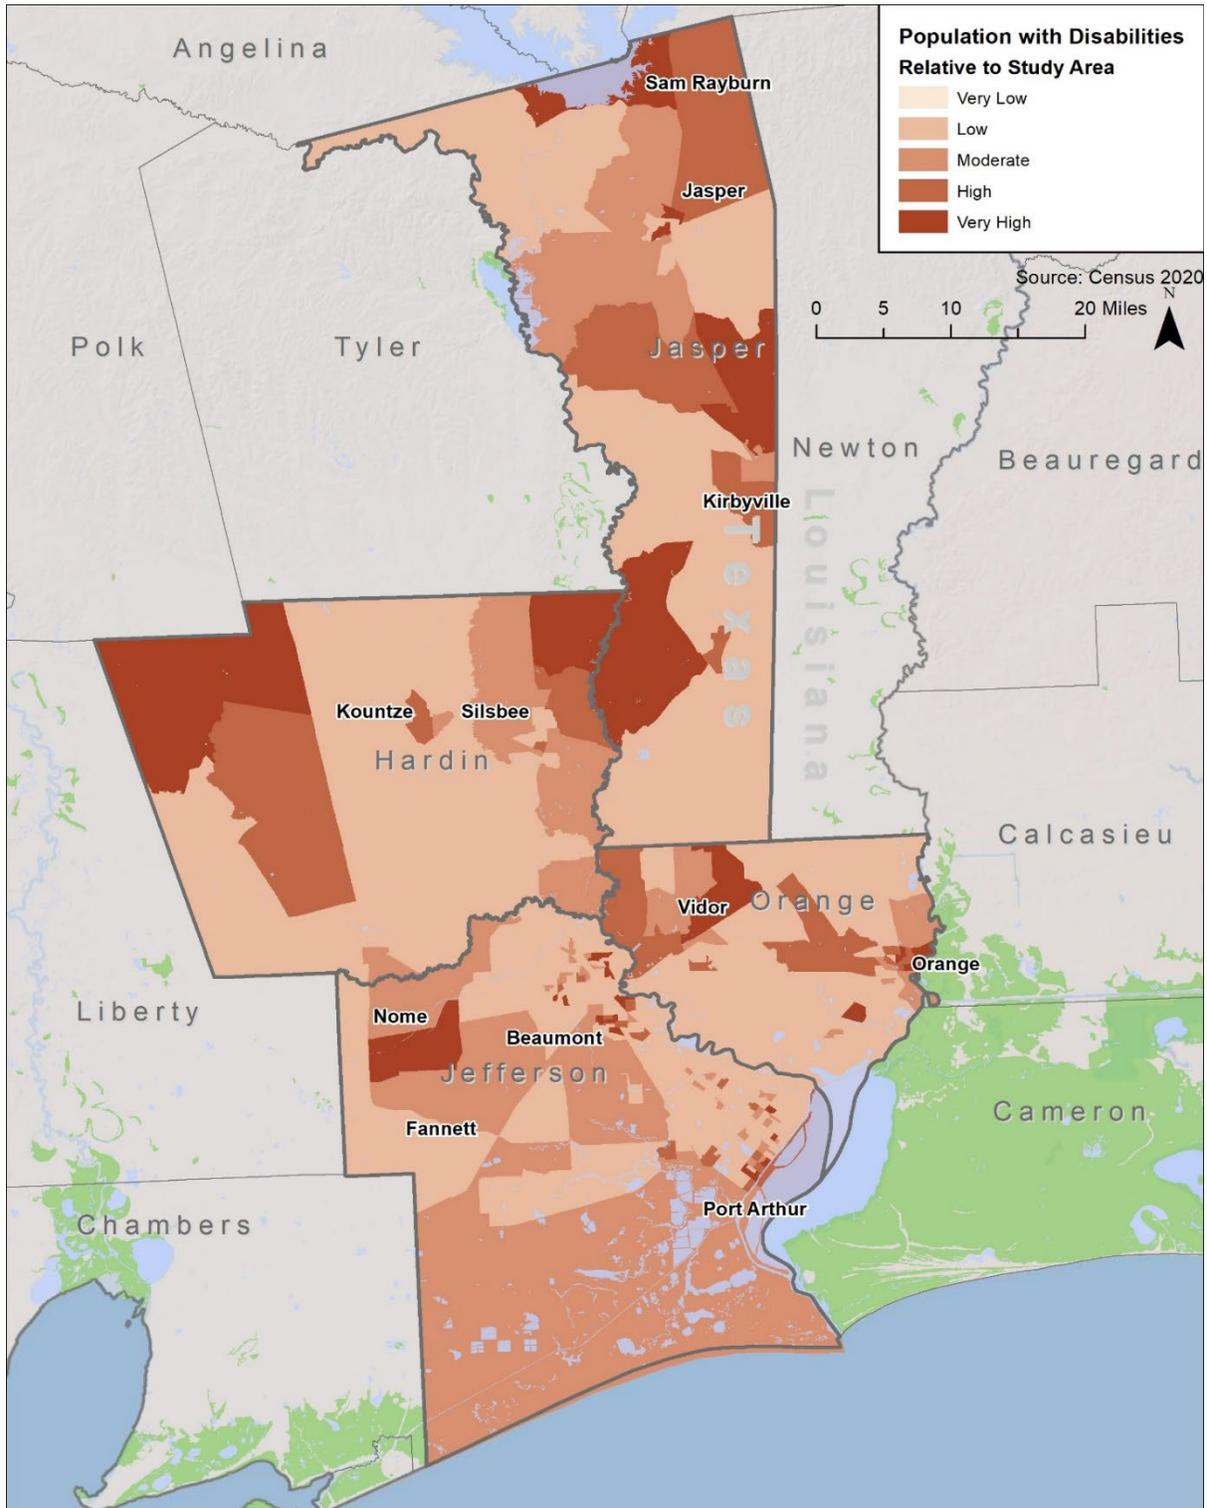 Angelina
Population with Disabilities
Relative to Study Area
Very Low
Low
Moderate
High
Very High
Sam Rayburn
Jasper
Source: Census 2020
N
0 5 10 20 Miles
Polk
Tyler
Jasper
Newton
Beauregard
Kirbyville
Texas
Louisiana
Kountze
Silsbee
Hardin
Calcasieu
Vidor
Orange
Orange
Liberty
Nome
Beaumont
Jefferson
Cameron
Fannett
Port Arthur
Chambers